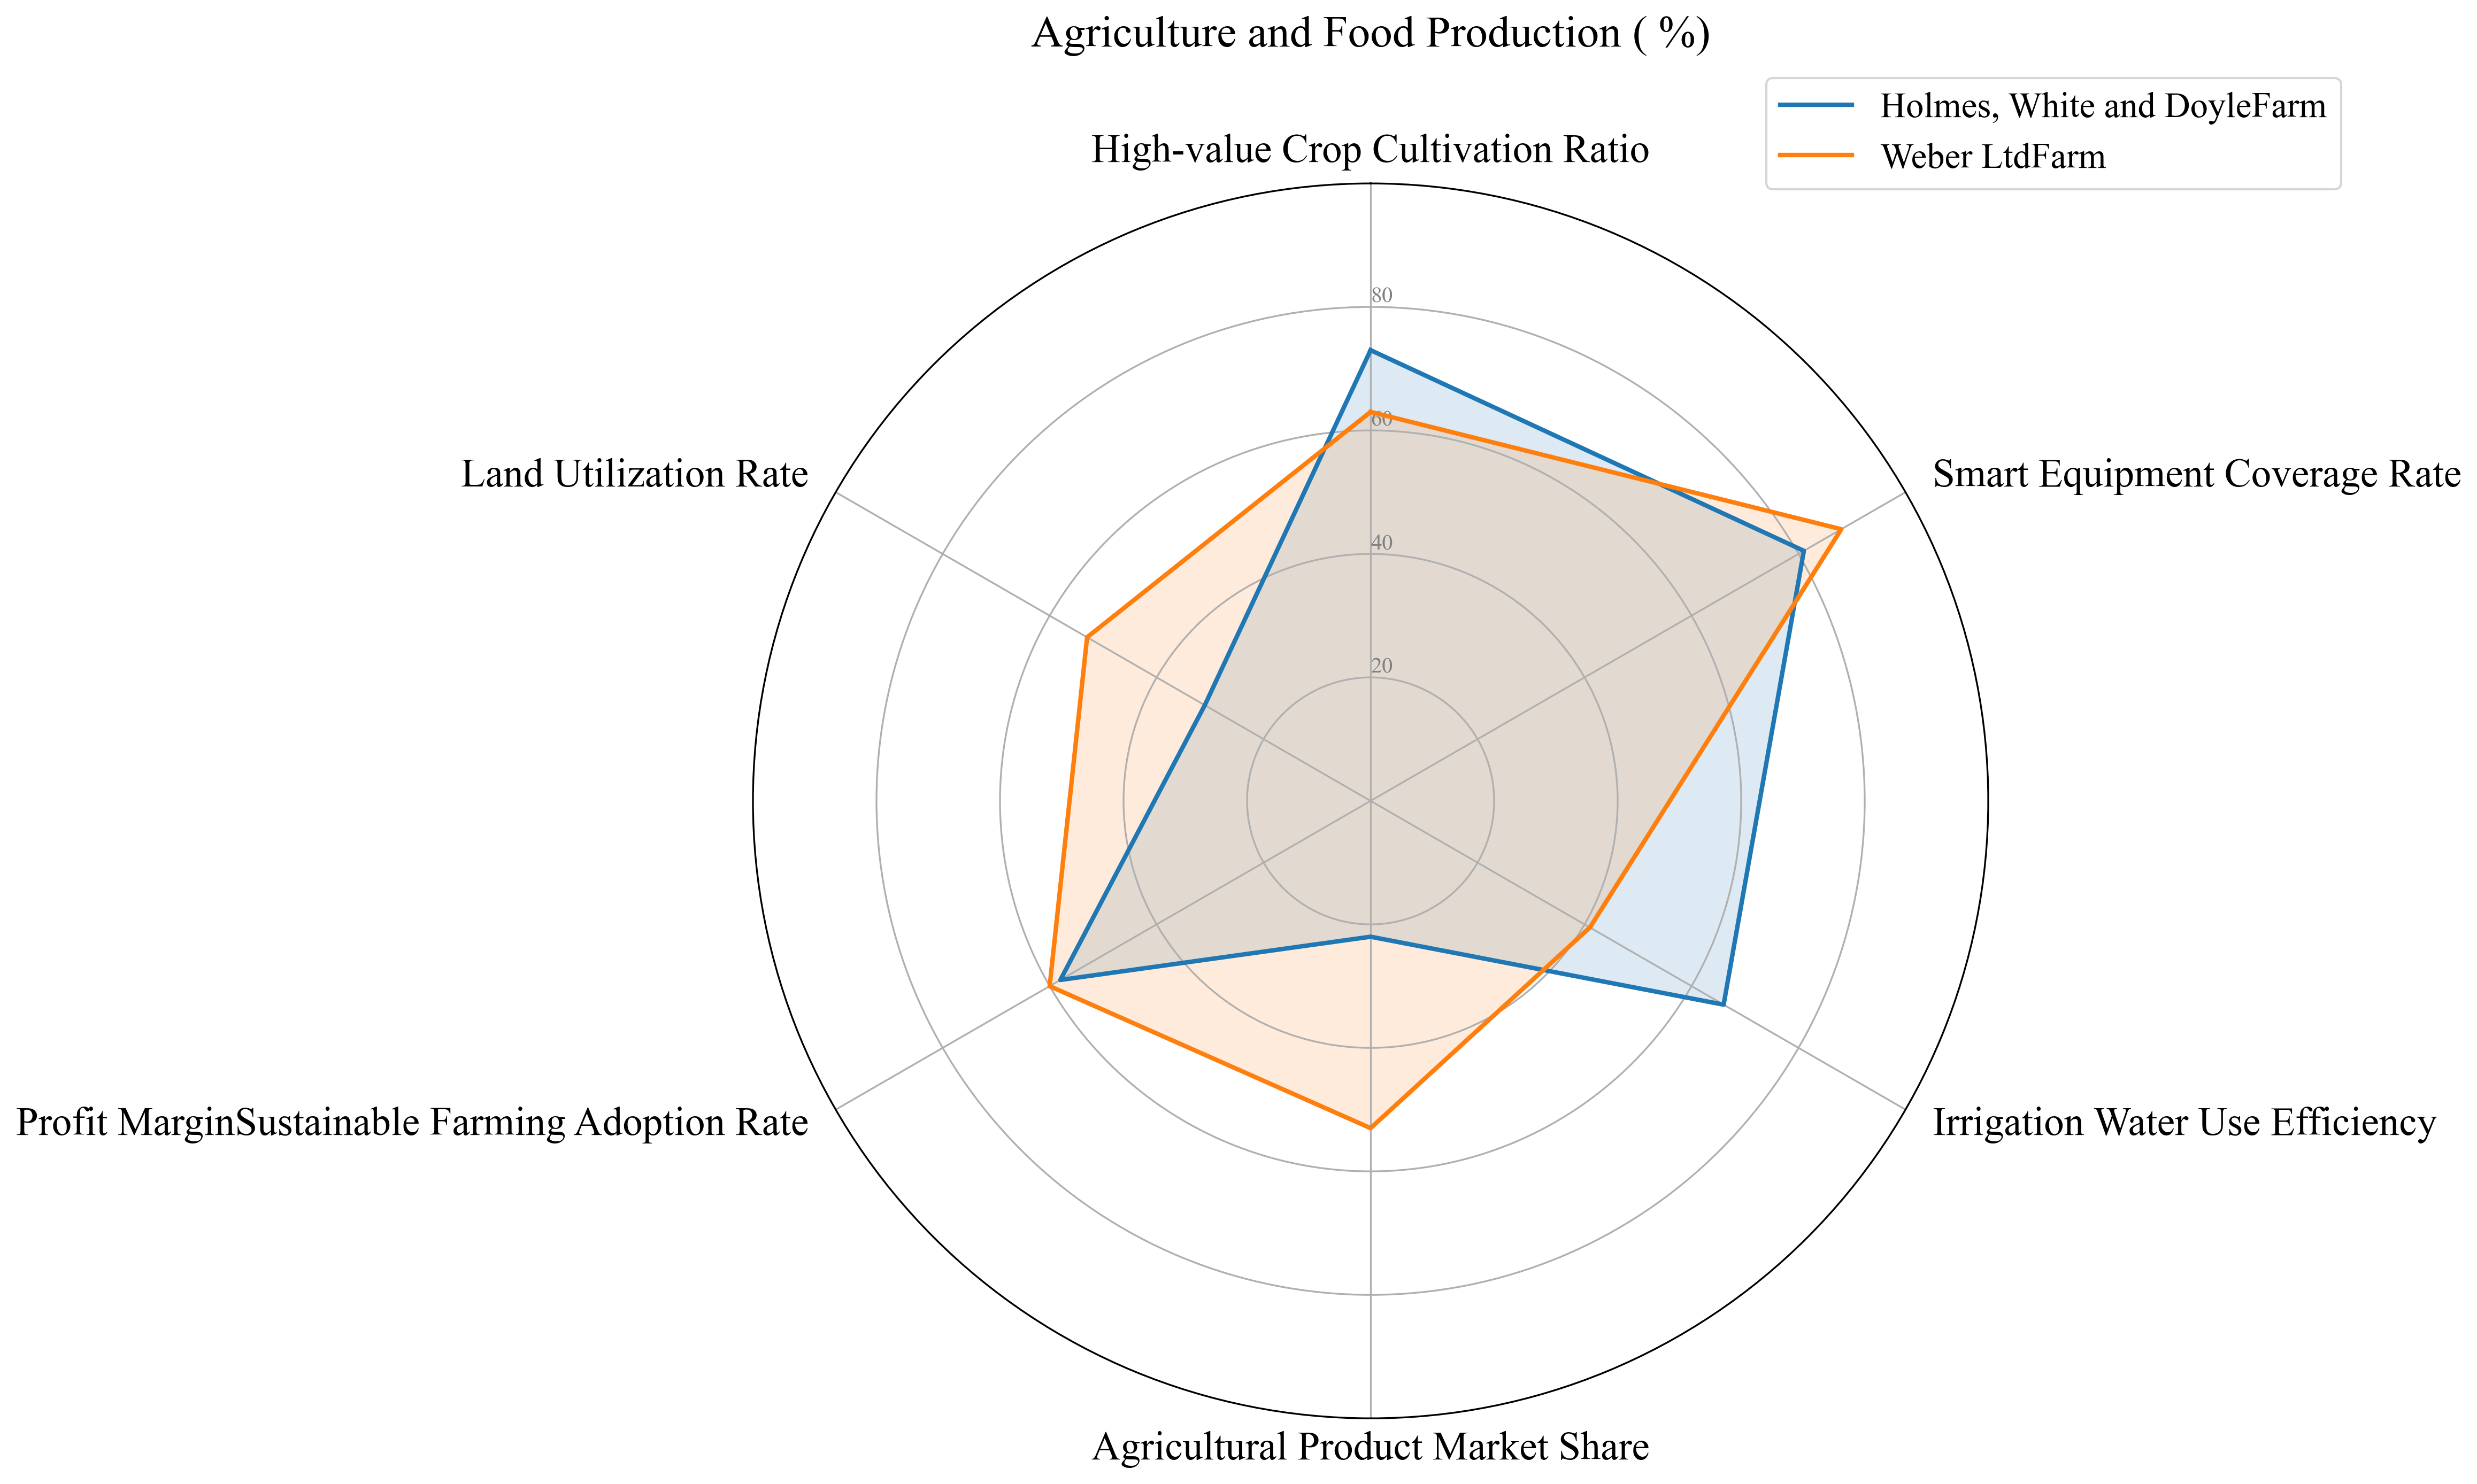 Agriculture and Food Production ( %)
Holmes, White and DoyleFarm
Weber LtdFarm
High-value Crop Cultivation Ratio
80
60
40
20
Land Utilization Rate
Smart Equipment Coverage Rate
Profit MarginSustainable Farming Adoption Rate
Irrigation Water Use Efficiency
Agricultural Product Market Share